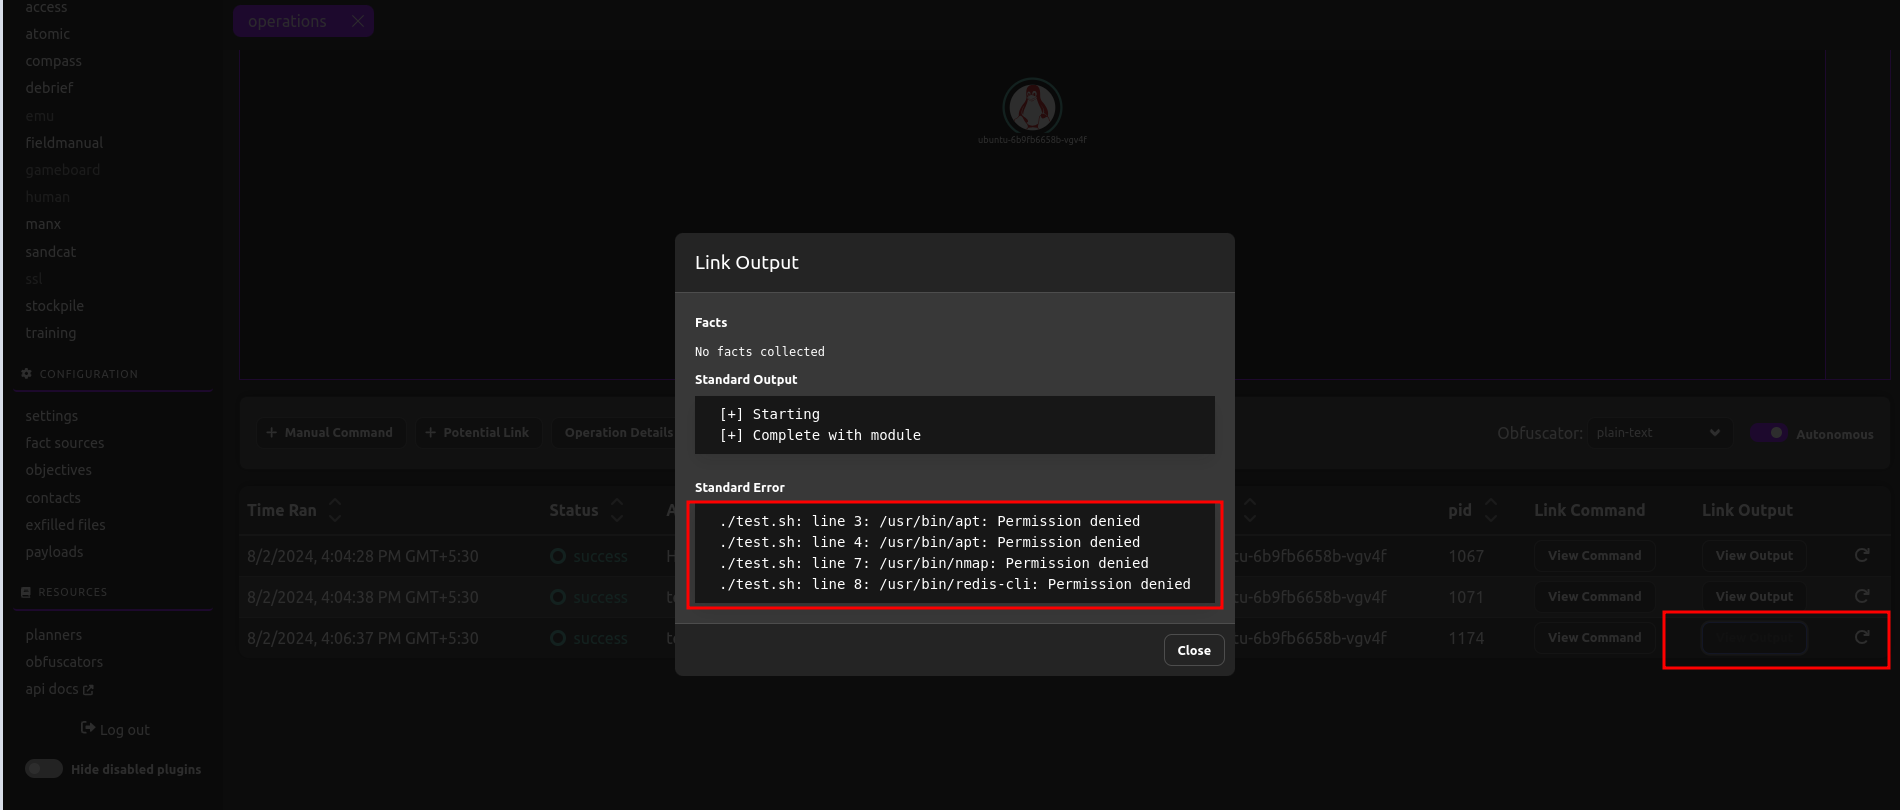 access
atomic
compass
debrief
emu
fieldmanual
gameboard
human
manx
sandcat
ssl
stockpile
training
CONFIGURATION
settings
fact sources
objectives
contacts
exfilled files
payloads
RESOURCES
planners
obfuscators
api docs
Log out
Hide disabled plugins
operations
ubuntu-6b9fb6658b-vgv4f
Link Output
Facts
No facts collected
Standard Output
[+] Starting
[+] Complete with module
Standard Error
./test.sh: line 3: /usr/bin/apt: Permission denied
./test.sh: line 4: /usr/bin/apt: Permission denied
./test.sh: line 7: /usr/bin/nmap: Permission denied
./test.sh: line 8: /usr/bin/redis-cli: Permission denied
Close
+ Manual Command + Potential Link Operation Details
Obfuscator: plain-text Autonomous
Time Ran Status A pid Link Command Link Output
8/2/2024, 4:04:28 PM GMT+5:30 success H tu-6b9fb6658b-vgv4f 1067 View Command View Output
8/2/2024, 4:04:38 PM GMT+5:30 success te tu-6b9fb6658b-vgv4f 1071 View Command View Output
8/2/2024, 4:06:37 PM GMT+5:30 success te tu-6b9fb6658b-vgv4f 1174 View Command View Output